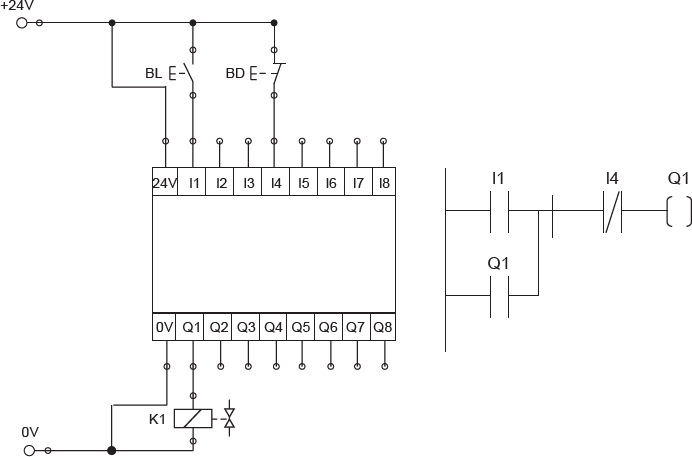 +24V
BL
BD
24V I1 I2 I3 I4 I5 I6 I7 I8
I1 I4 Q1
Q1
0V Q1 Q2 Q3 Q4 Q5 Q6 Q7 Q8
K1
0V